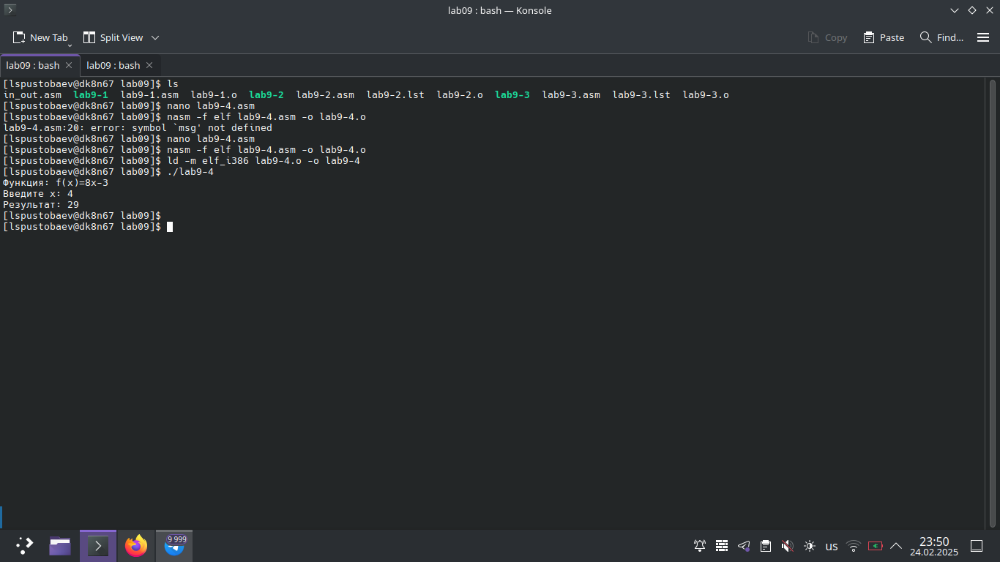 lab09 : bash — Konsole
New Tab Split View Copy Paste Find...
lab09 : bash lab09 : bash
[lspustobaev@dk8n67 lab09]$ ls
in_out.asm lab9-1 lab9-1.asm lab9-1.o lab9-2 lab9-2.asm lab9-2.lst lab9-2.o lab9-3 lab9-3.asm lab9-3.lst lab9-3.o
[lspustobaev@dk8n67 lab09]$ nano lab9-4.asm
[lspustobaev@dk8n67 lab09]$ nasm -f elf lab9-4.asm -o lab9-4.o
lab9-4.asm:20: error: symbol `msg' not defined
[lspustobaev@dk8n67 lab09]$ nano lab9-4.asm
[lspustobaev@dk8n67 lab09]$ nasm -f elf lab9-4.asm -o lab9-4.o
[lspustobaev@dk8n67 lab09]$ ld -m elf_i386 lab9-4.o -o lab9-4
[lspustobaev@dk8n67 lab09]$ ./lab9-4
Функция: f(x)=8x-3
Введите x: 4
Результат: 29
[lspustobaev@dk8n67 lab09]$
[lspustobaev@dk8n67 lab09]$
9 999
us
23:50
24.02.2025